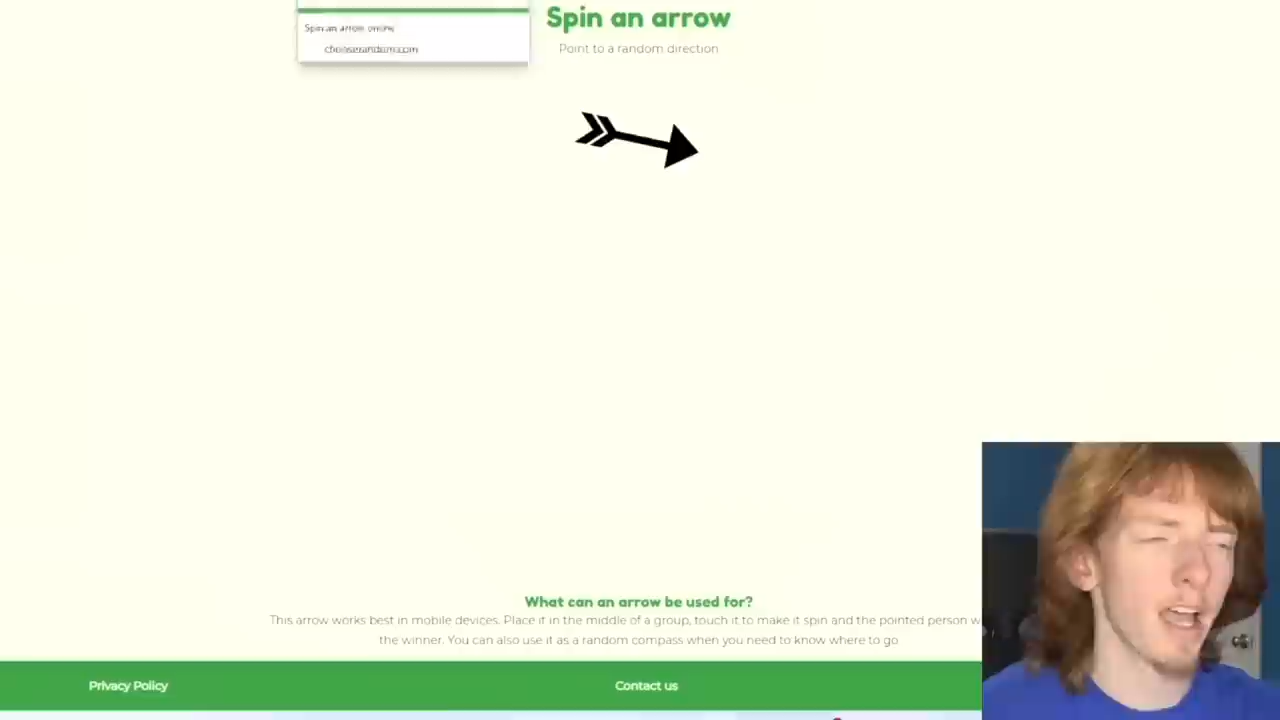 Spin an arrow
Point to a random direction
Spin an arrow online
What can an arrow be used for?
This arrow works best in mobile devices. Place it in the middle of a group, touch it to make it spin and the pointed person w
the winner. You can also use it as a random compass when you need to know where to go
Privacy Policy
Contact us